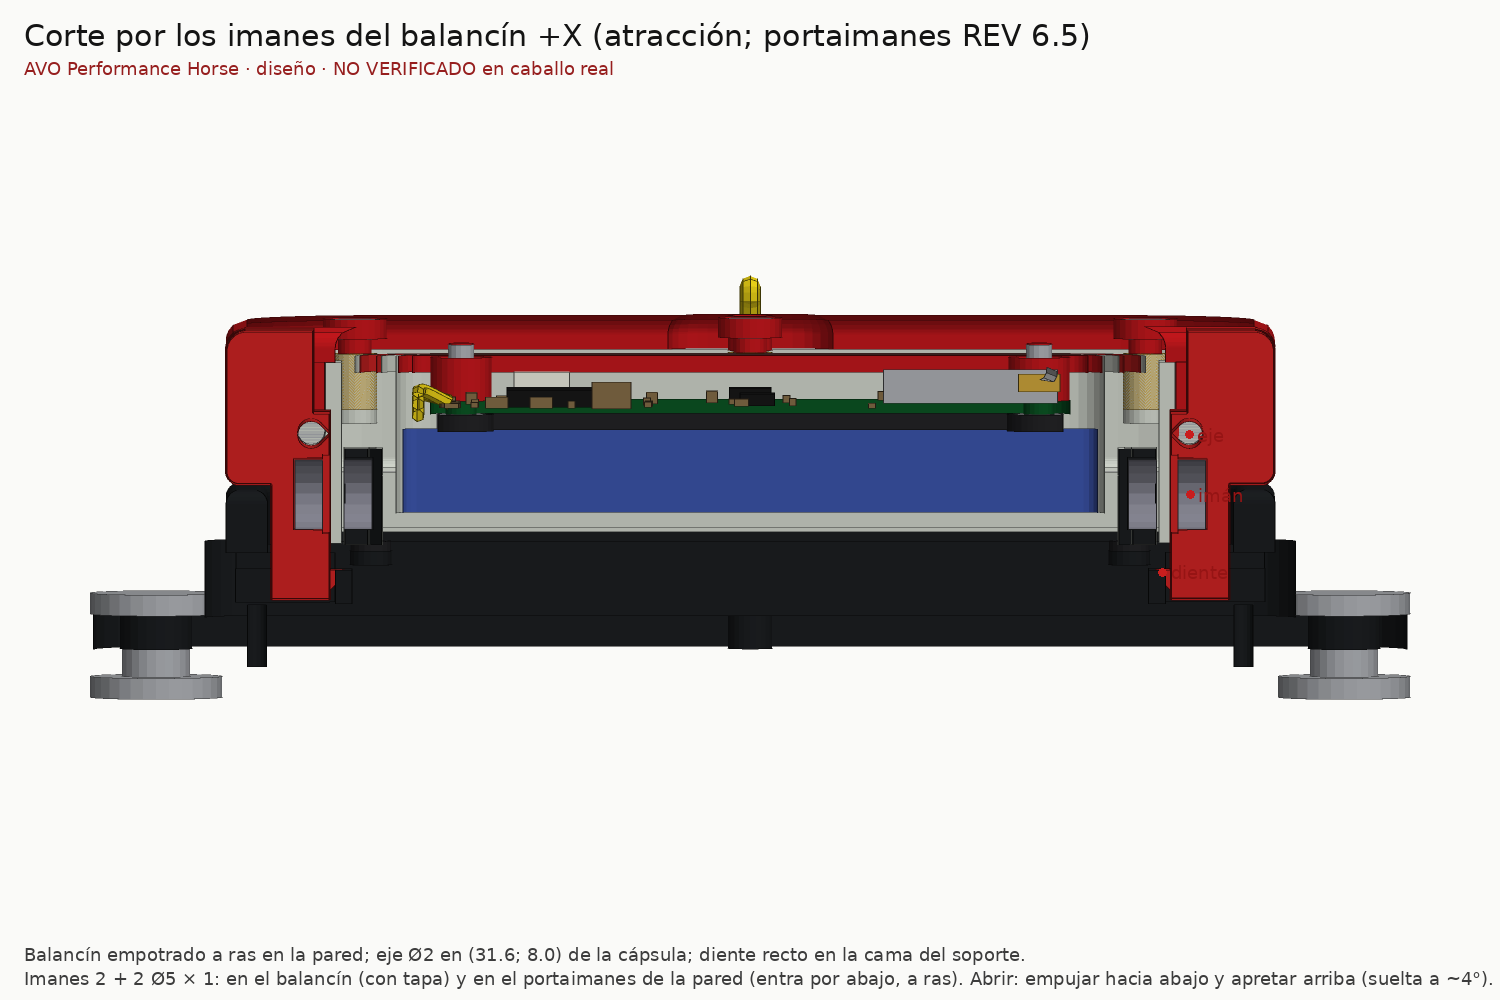 Corte por los imanes del balancín +X (atracción; portaimanes REV 6.5)
AVO Performance Horse · diseño · NO VERIFICADO en caballo real
eje
imán
diente
Balancín empotrado a ras en la pared; eje Ø2 en (31.6; 8.0) de la cápsula; diente recto en la cama del soporte.
Imanes 2 + 2 Ø5 × 1: en el balancín (con tapa) y en el portaimanes de la pared (entra por abajo, a ras). Abrir: empujar hacia abajo y apretar arriba (suelta a ~4°).